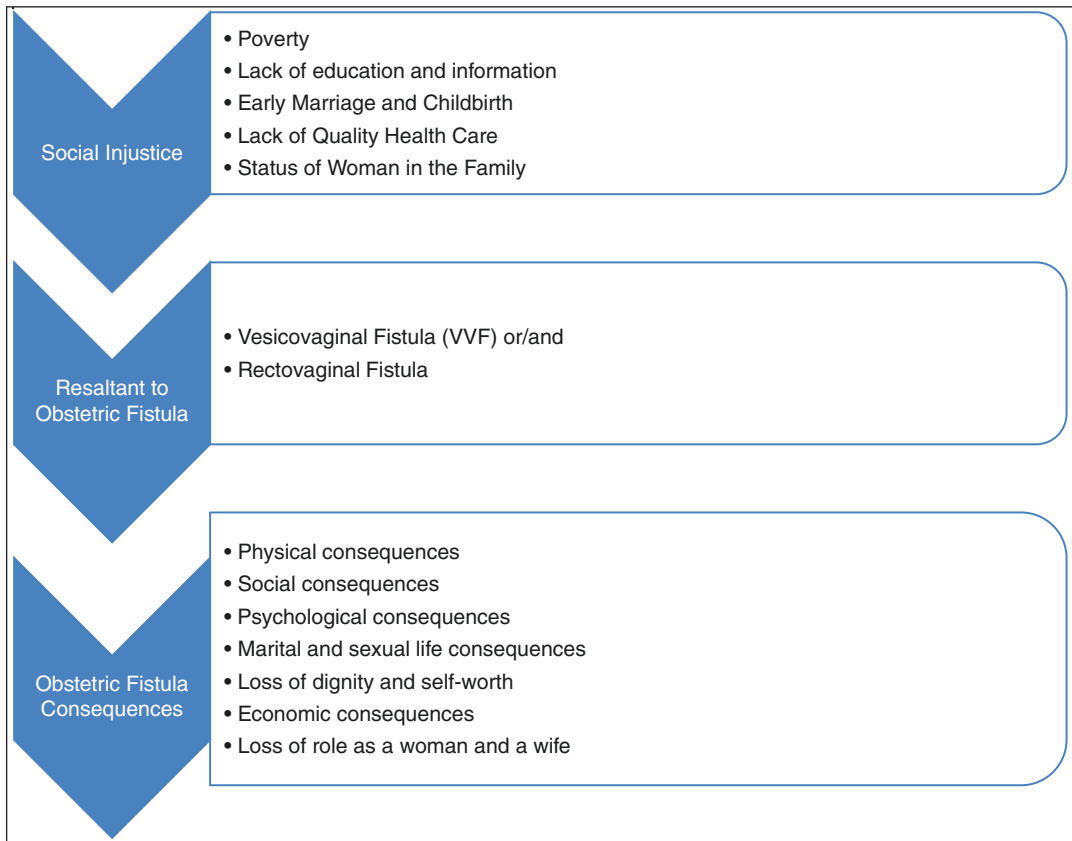 Social Injustice
• Poverty
• Lack of education and information
• Early Marriage and Childbirth
• Lack of Quality Health Care
• Status of Woman in the Family
Resaltant to
Obstetric Fistula
• Vesicovaginal Fistula (VVF) or/and
• Rectovaginal Fistula
Obstetric Fistula
Consequences
• Physical consequences
• Social consequences
• Psychological consequences
• Marital and sexual life consequences
• Loss of dignity and self-worth
• Economic consequences
• Loss of role as a woman and a wife